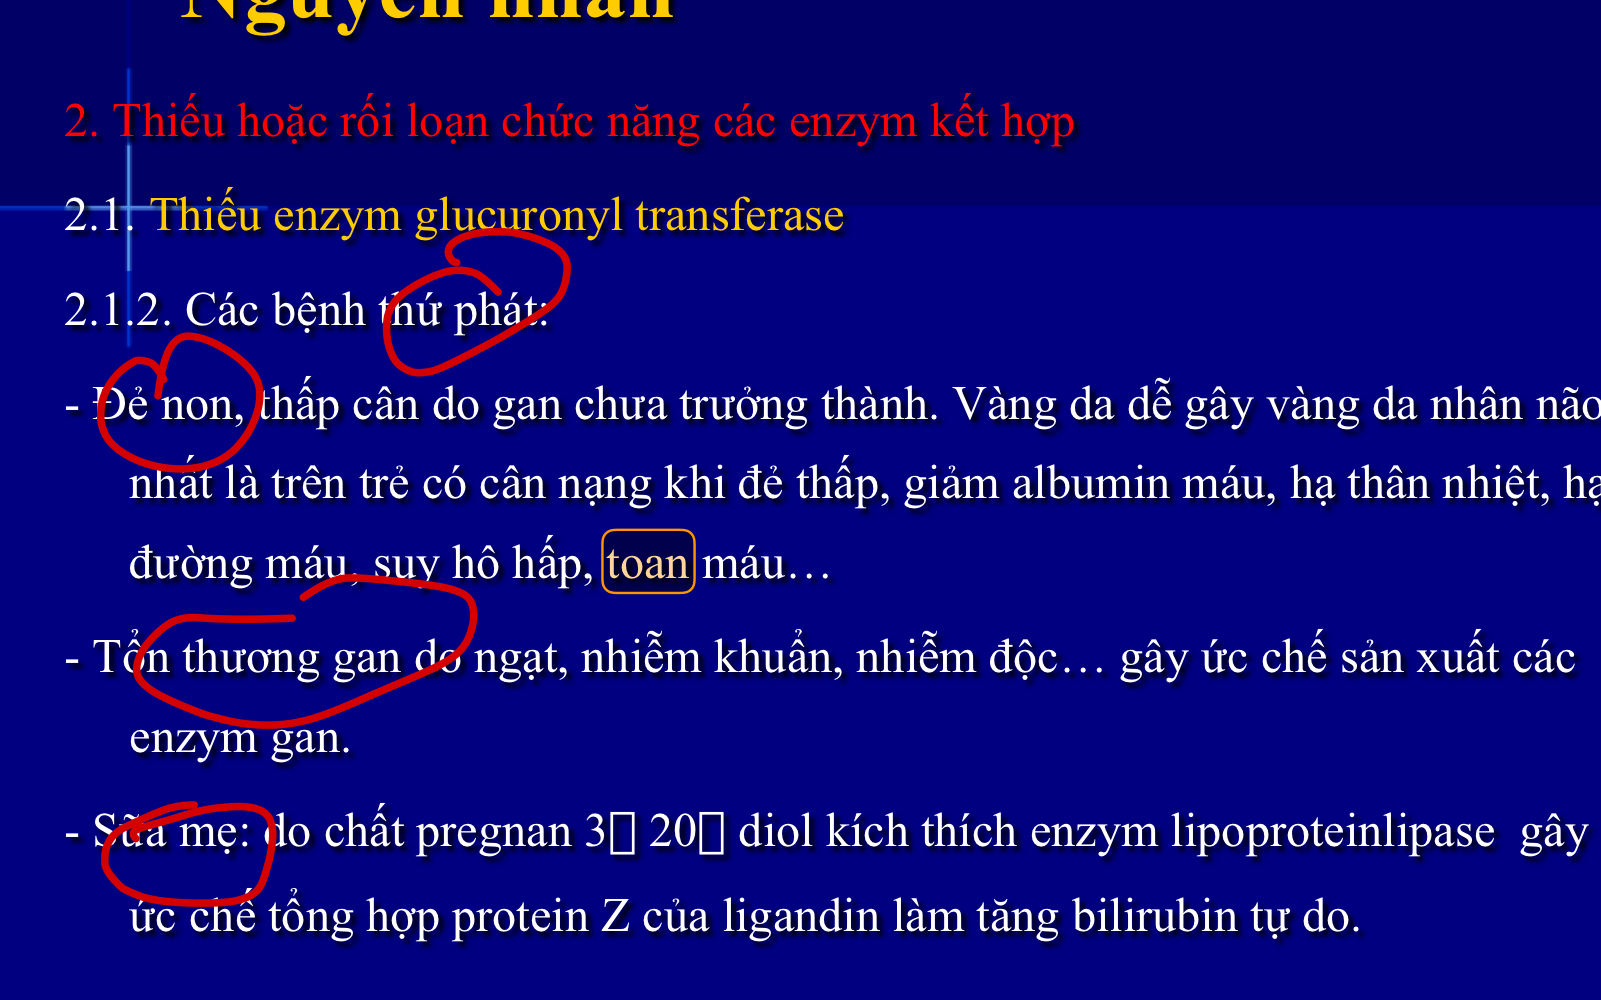 Nguyên nhân
2. Thiếu hoặc rối loạn chức năng các enzym kết hợp
2.1. Thiếu enzym glucuronyl transferase
2.1.2. Các bệnh thứ phát:
- Đẻ non, thấp cân do gan chưa trưởng thành. Vàng da dễ gây vàng da nhân não
nhất là trên trẻ có cân nạng khi đẻ thấp, giảm albumin máu, hạ thân nhiệt, hạ
đường máu, suy hô hấp, toan máu…
- Tổn thương gan do ngạt, nhiễm khuẩn, nhiễm độc… gây ức chế sản xuất các
enzym gan.
- Sữa mẹ: do chất pregnan 3▯ 20▯ diol kích thích enzym lipoproteinlipase gây
ức chế tổng hợp protein Z của ligandin làm tăng bilirubin tự do.